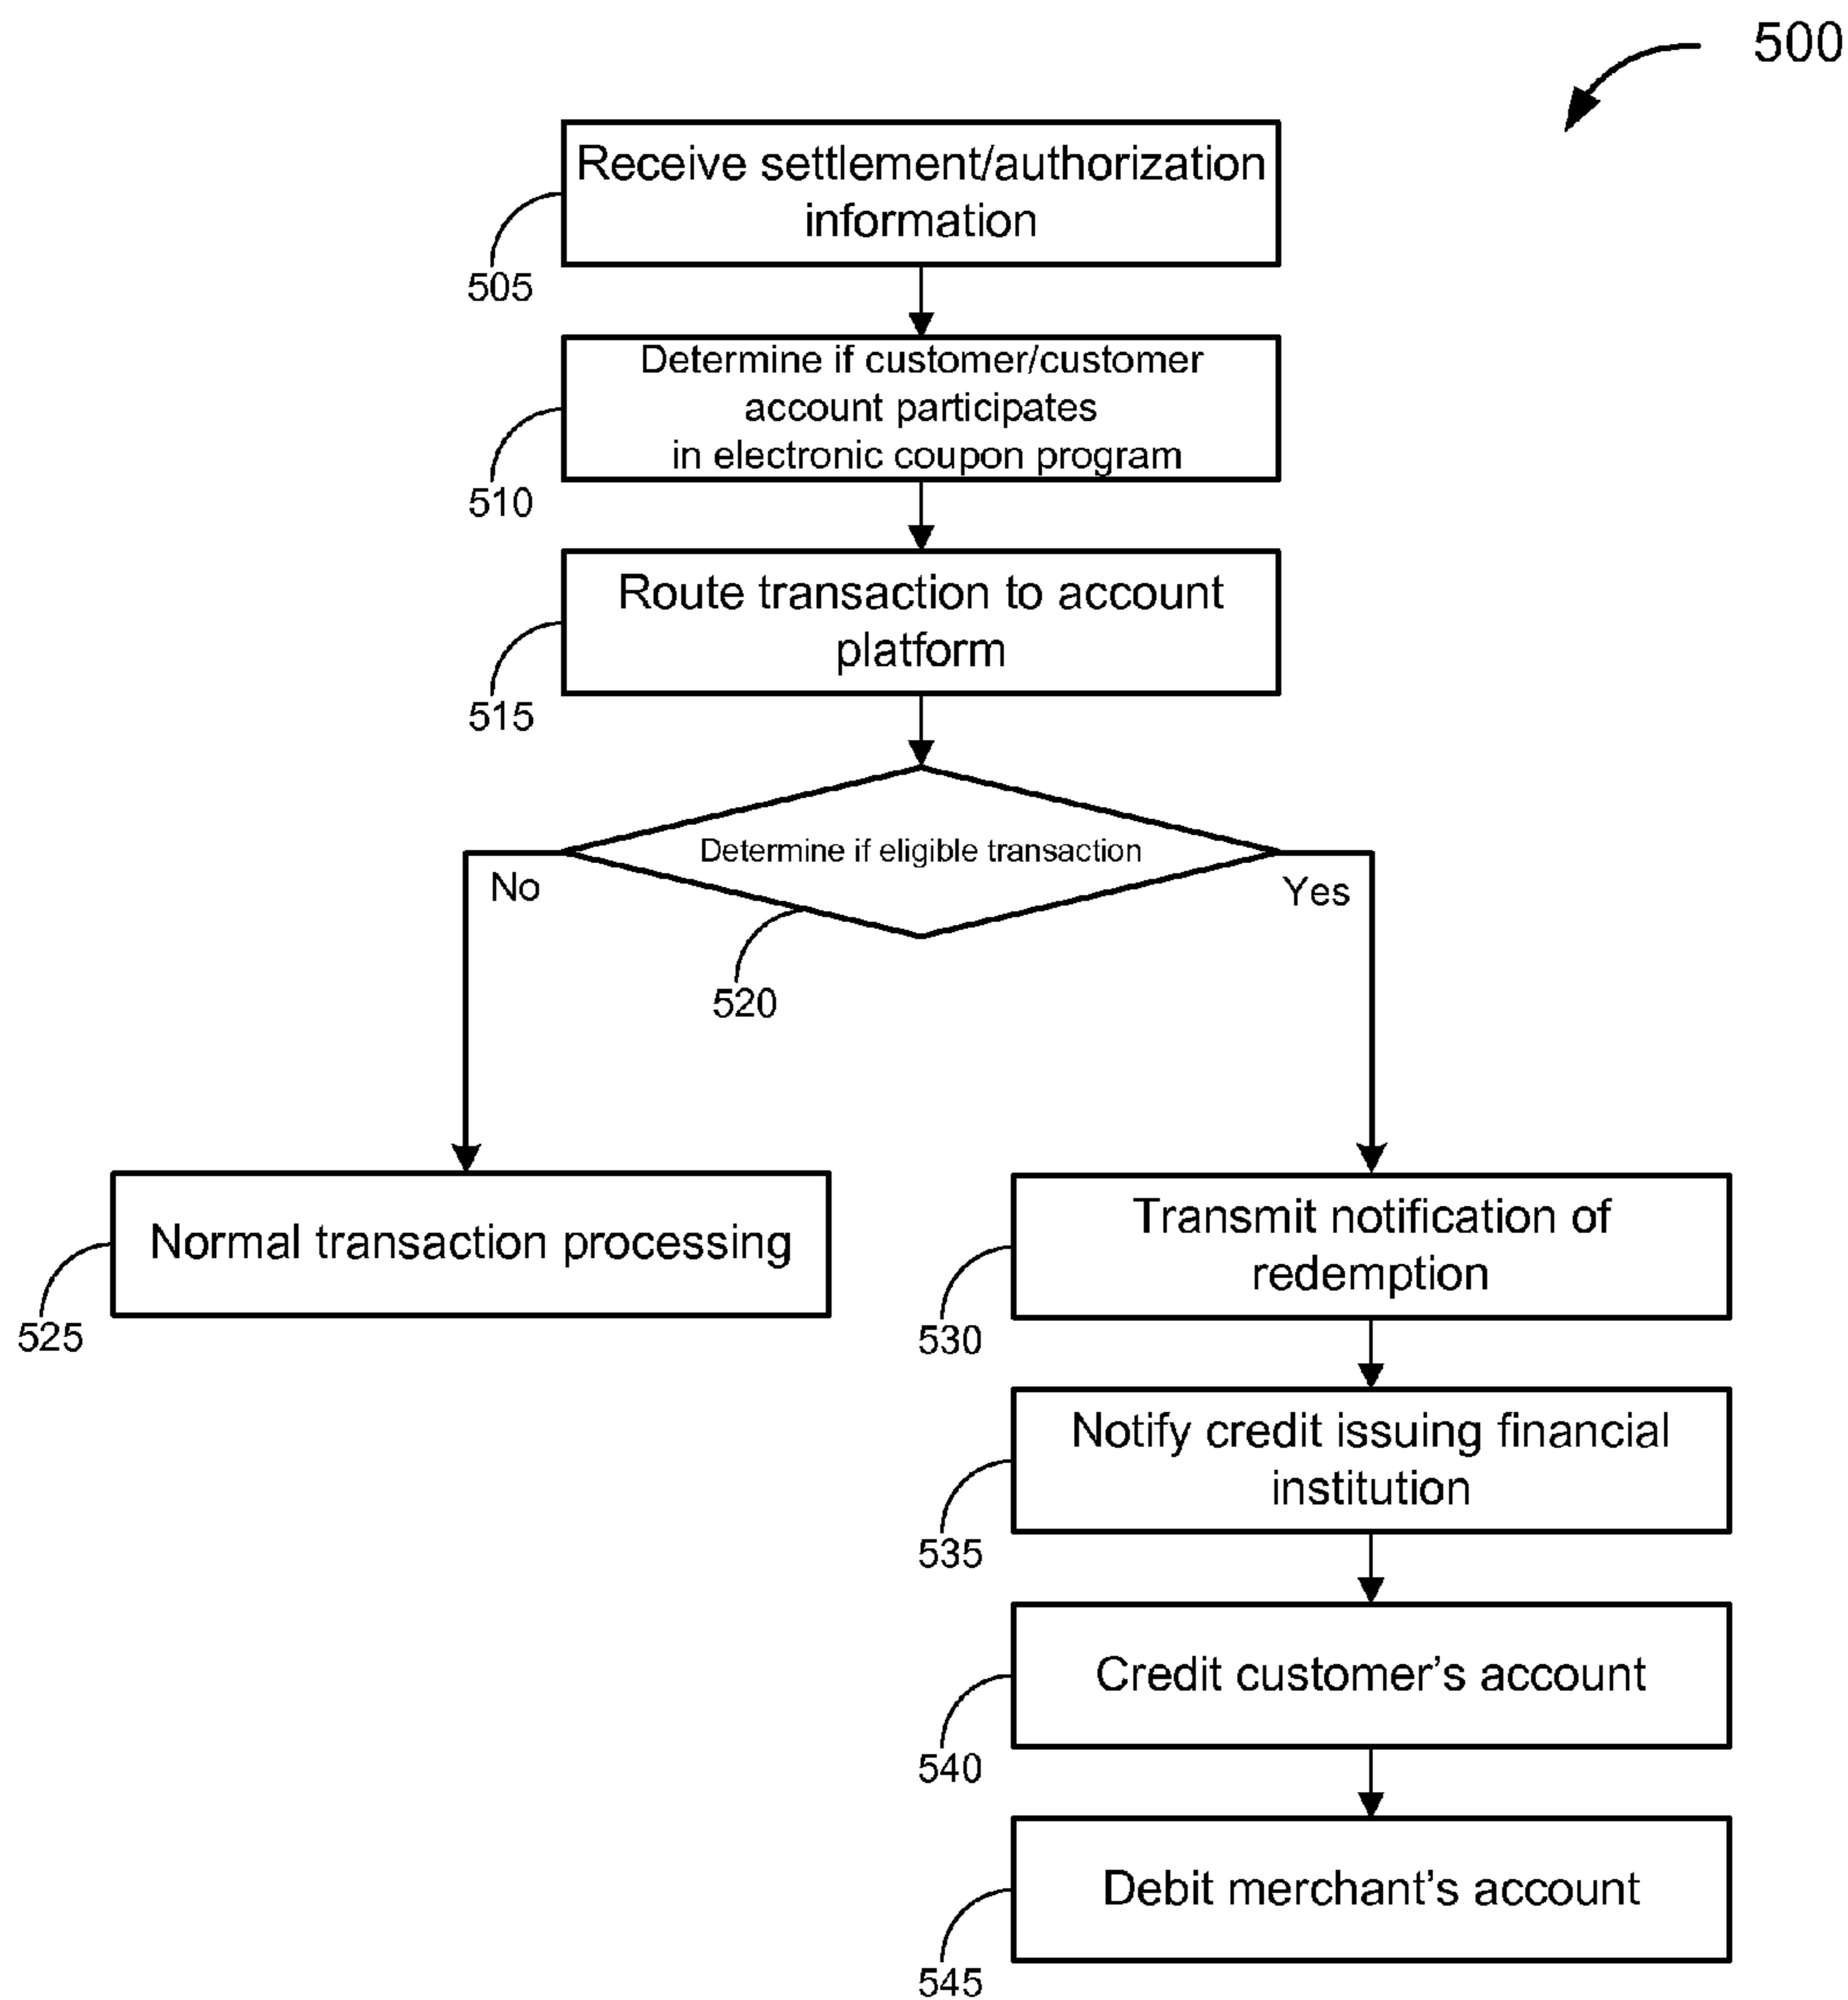 500
Receive settlement/authorization
information
505
Determine if customer/customer
account participates
in electronic coupon program
510
Route transaction to account
platform
515
Determine if eligible transaction
No
Yes
520
Normal transaction processing
525
Transmit notification of
redemption
530
Notify credit issuing financial
institution
535
Credit customer's account
540
Debit merchant's account
545